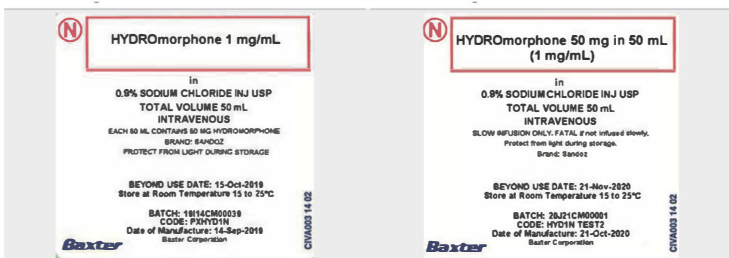 N
HYDROmorphone 1 mg/mL
in
0.9% SODIUM CHLORIDE INJ USP
TOTAL VOLUME 50 mL
INTRAVENOUS
EACH 50 ML CONTAINS 50 MG HYDROMORPHONE
BRAND: SANDOZ
PROTECT FROM LIGHT DURING STORAGE
BEYOND USE DATE: 15-Oct-2019
Store at Room Temperature 15 to 25°C
BATCH: 19I14CM00039
CODE: PXHYD1N
Date of Manufacture: 14-Sep-2019
Baxter Corporation
Baxter
CIVA003 14 02
N
HYDROmorphone 50 mg in 50 mL
(1 mg/mL)
in
0.9% SODIUM CHLORIDE INJ USP
TOTAL VOLUME 50 mL
INTRAVENOUS
SLOW INFUSION ONLY. FATAL if not infused slowly.
Protect from light during storage.
Brand: Sandoz
BEYOND USE DATE: 21-Nov-2020
Store at Room Temperature 15 to 25°C
BATCH: 20J21CM00001
CODE: HYD1N TEST2
Date of Manufacture: 21-Oct-2020
Baxter Corporation
Baxter
CIVA003 14 02